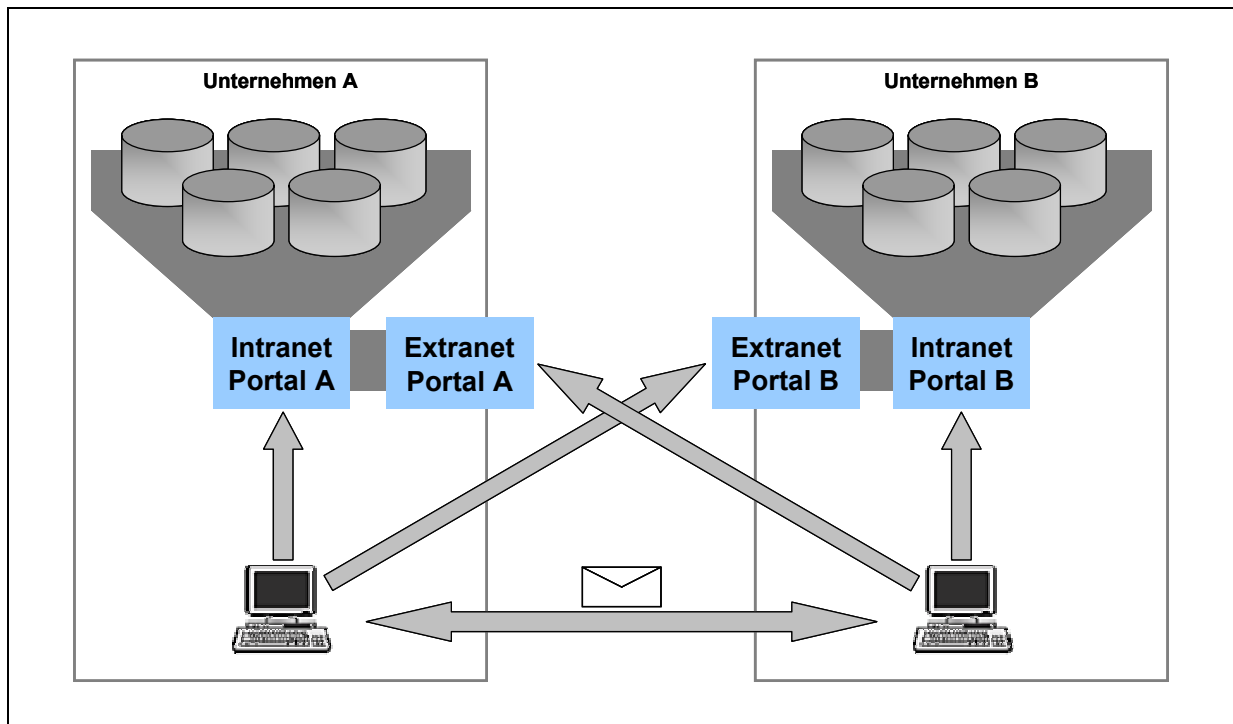 Unternehmen A
Unternehmen B
Intranet
Portal A
Extranet
Portal A
Extranet
Portal B
Intranet
Portal B